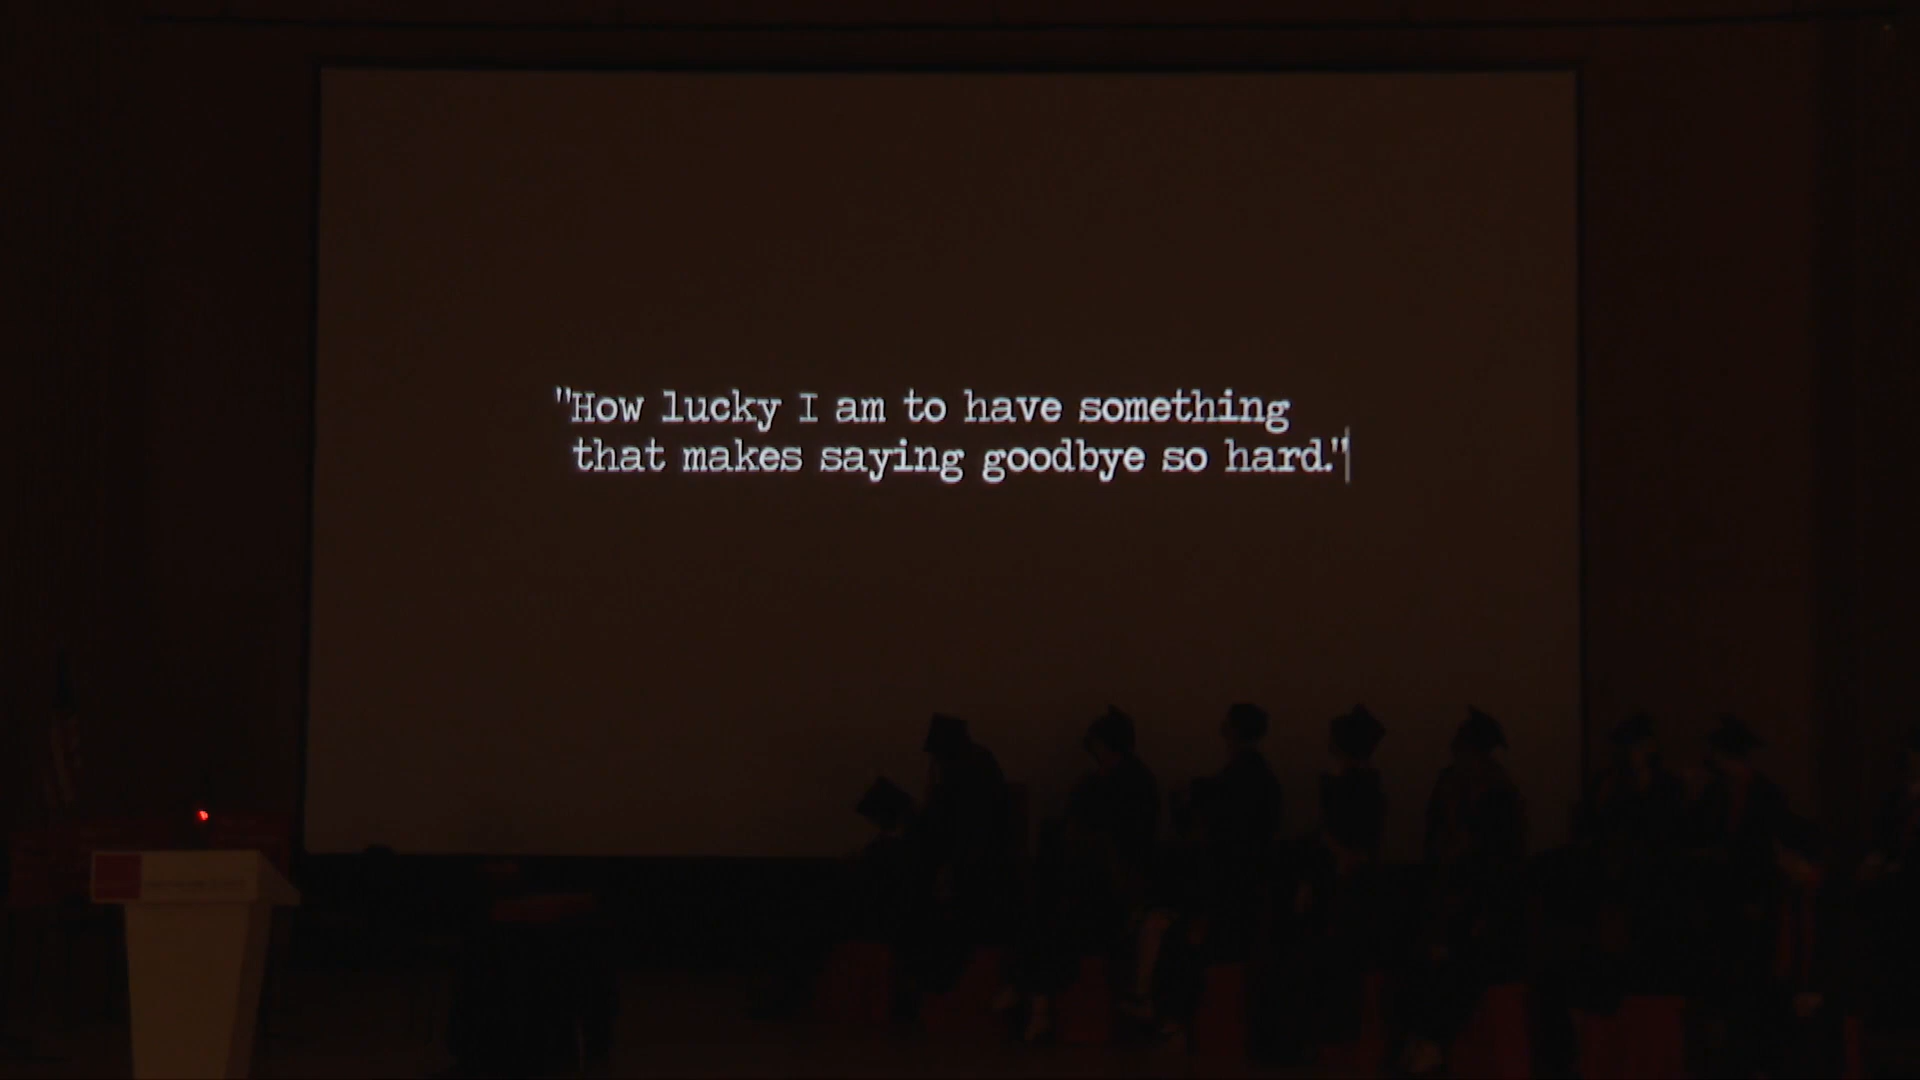 "How lucky I am to have something
that makes saying goodbye so hard."